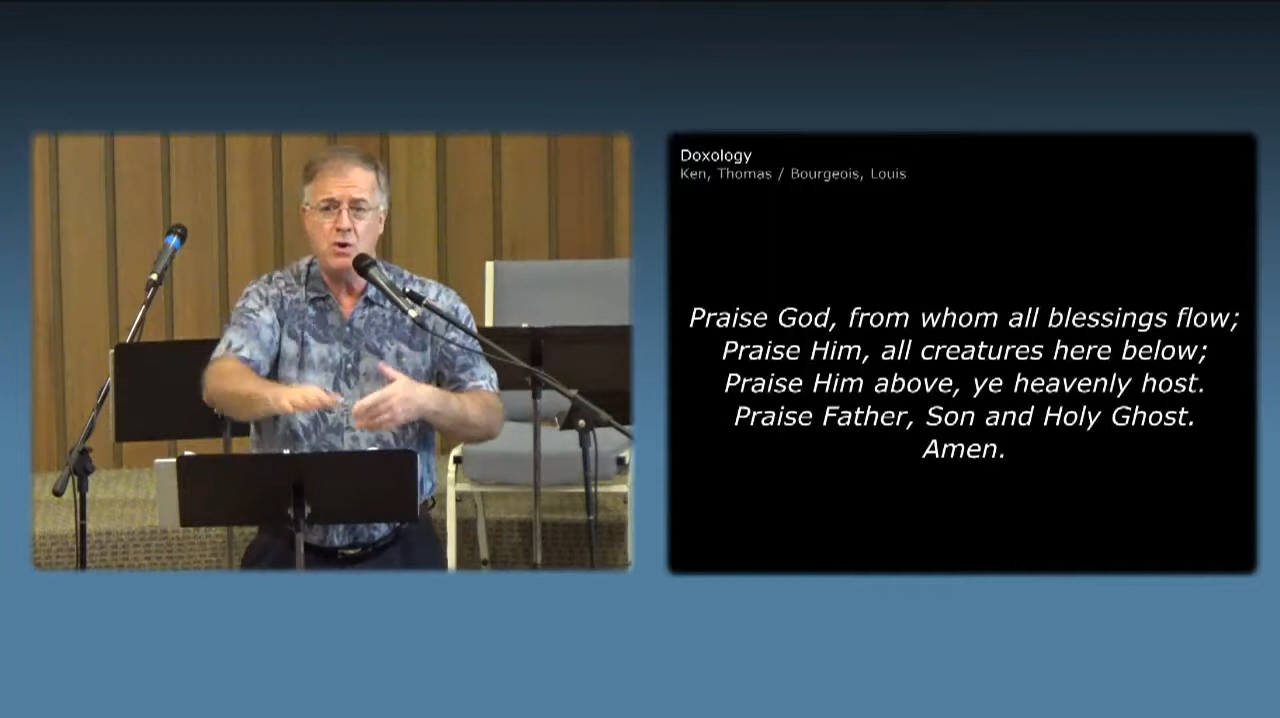 Doxology
Ken, Thomas / Bourgeois, Louis
Praise God, from whom all blessings flow;
Praise Him, all creatures here below;
Praise Him above, ye heavenly host.
Praise Father, Son and Holy Ghost.
Amen.